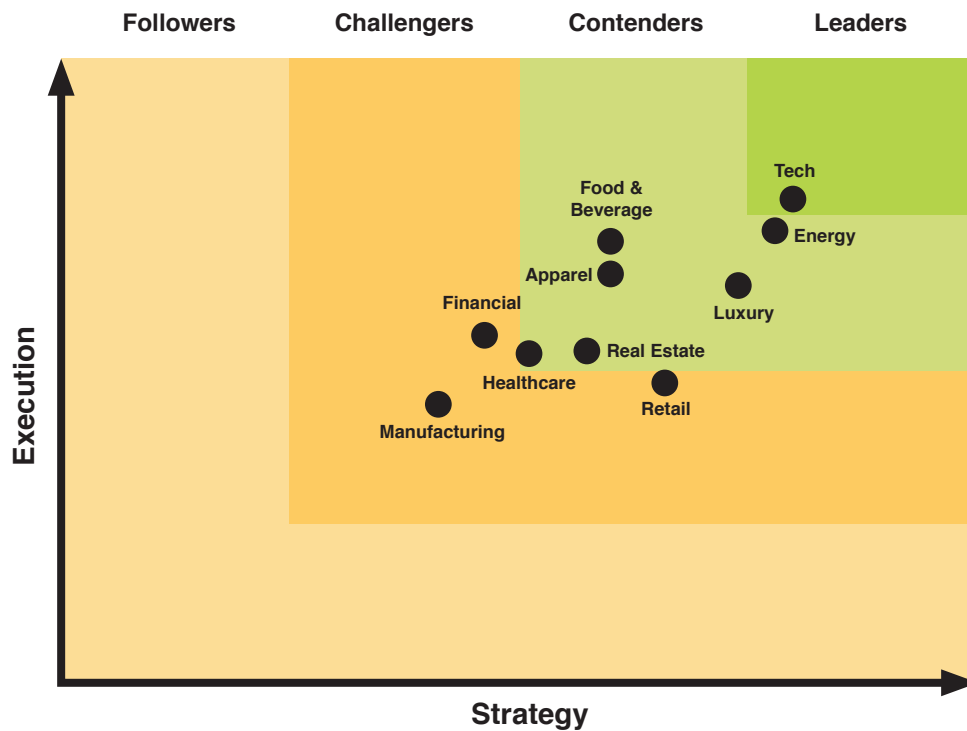 Followers
Challengers
Contenders
Leaders
Tech
Food &
Beverage
Energy
Apparel
Financial
Luxury
Real Estate
Healthcare
Retail
Manufacturing
Execution
Strategy